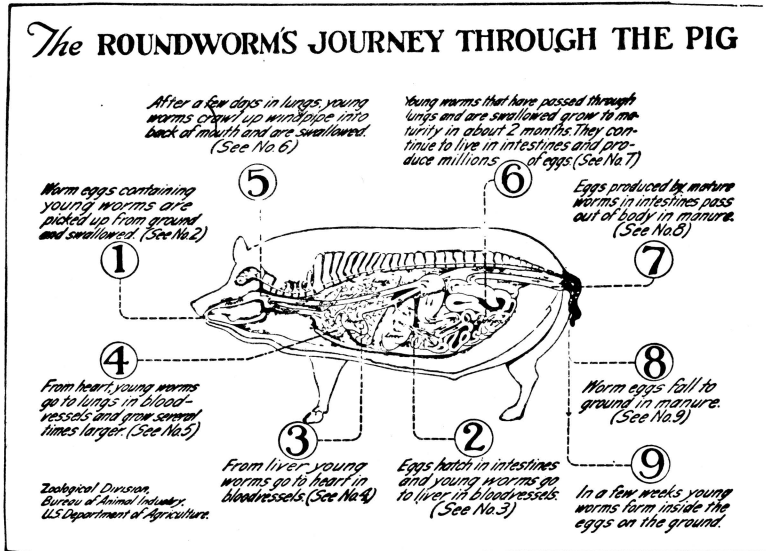 The ROUNDWORM'S JOURNEY THROUGH THE PIG
After a few days in lungs, young
worms crawl up windpipe into
back of mouth and are swallowed.
(See No. 6)
5
Young worms that have passed through
lungs and are swallowed grow to ma-
turity in about 2 months. They con-
tinue to live in intestines and pro-
duce millions of eggs (See No. 7)
6
Worm eggs containing
young worms are
picked up from ground
and swallowed. (See No. 2)
1
Eggs produced by mature
worms in intestines pass
out of body in manure.
(See No. 8)
7
4
From heart, young worms
go to lungs in blood-
vessels and grow several
times larger. (See No. 5)
8
Worm eggs fall to
ground in manure.
(See No. 9)
3
From liver young
worms go to heart in
bloodvessels. (See No. 4)
2
Eggs hatch in intestines
and young worms go
to liver in bloodvessels.
(See No. 3)
9
In a few weeks young
worms form inside the
eggs on the ground.
Zoological Division,
Bureau of Animal Industry,
U.S. Department of Agriculture.